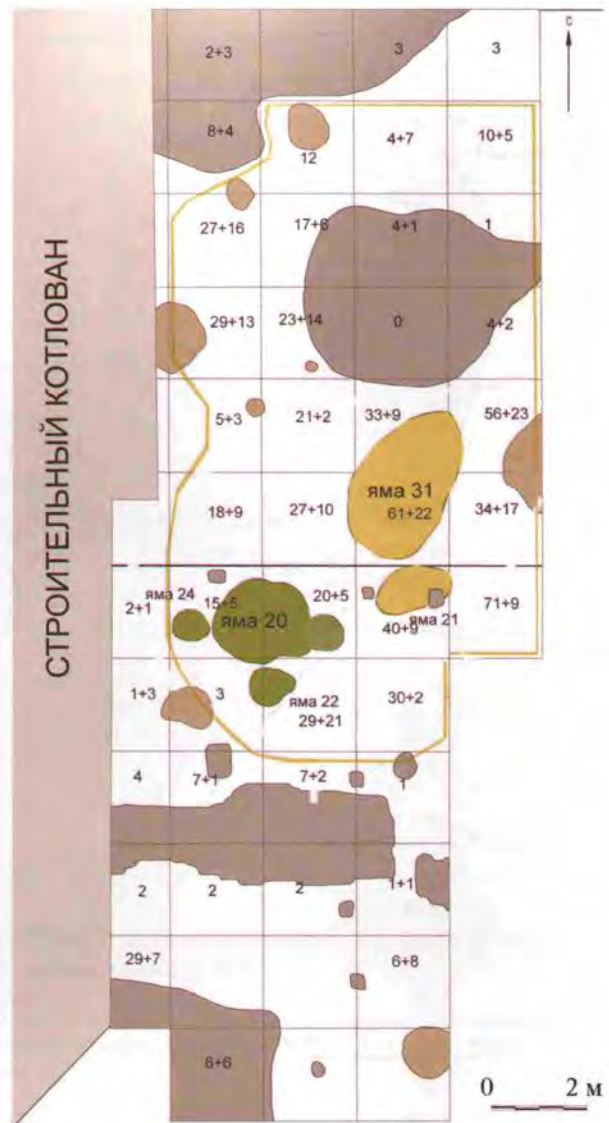 С
2+3 3 3
8+4 12 4+7 10+5
27+16 17+6 4+1 1
29+13 23+14 0 4+2
СТРОИТЕЛЬНЫЙ КОТЛОВАН
5+3 21+2 33+9 56+23
яма 31
18+9 27+10 61+22 34+17
яма 24
2+1 15+5 20+5 71+9
яма 20 яма 21
40+9
1+3 3 яма 22 30+2
29+21
4 7+1 7+2 1
2 2 2 1+1
29+7 6+8
6+6
0 2 м